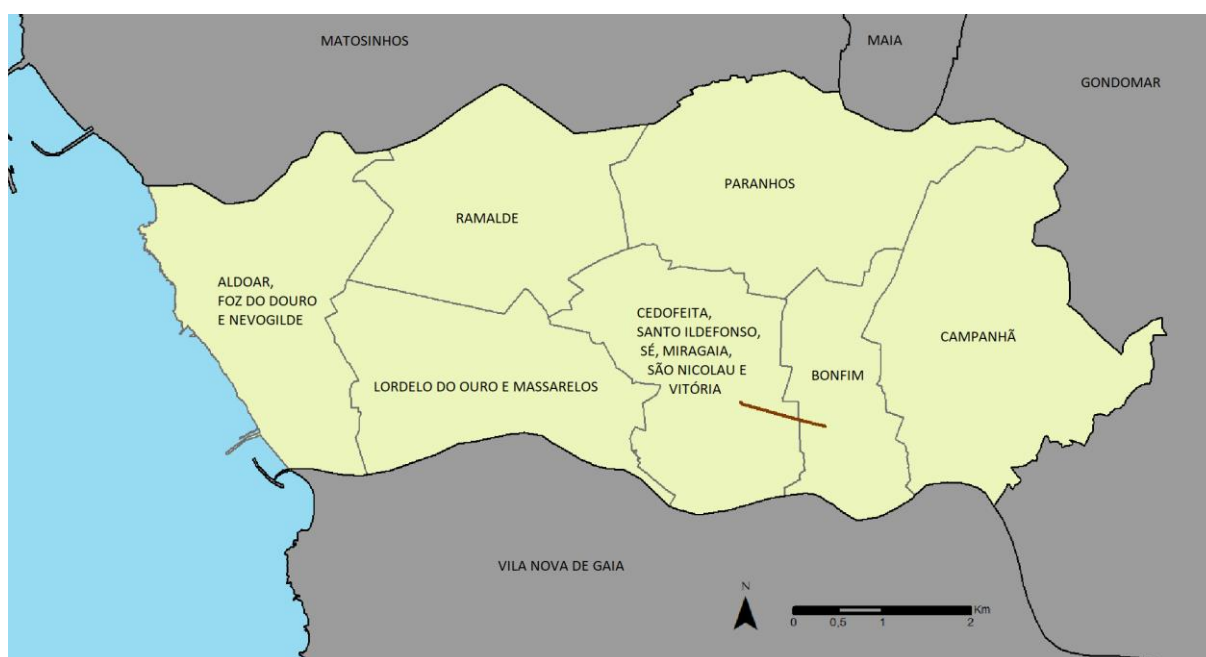 MATOSINHOS
MAIA
GONDOMAR
PARANHOS
RAMALDE
ALDOAR,
FOZ DO DOURO
E NEVOGILDE
CEDOFEITA,
SANTO ILDEFONSO,
SÉ, MIRAGAIA,
SÃO NICOLAU E
VITÓRIA
CAMPANHÃ
BONFIM
LORDELO DO OURO E MASSARELOS
VILA NOVA DE GAIA
N
Km
0 0,5 1 2